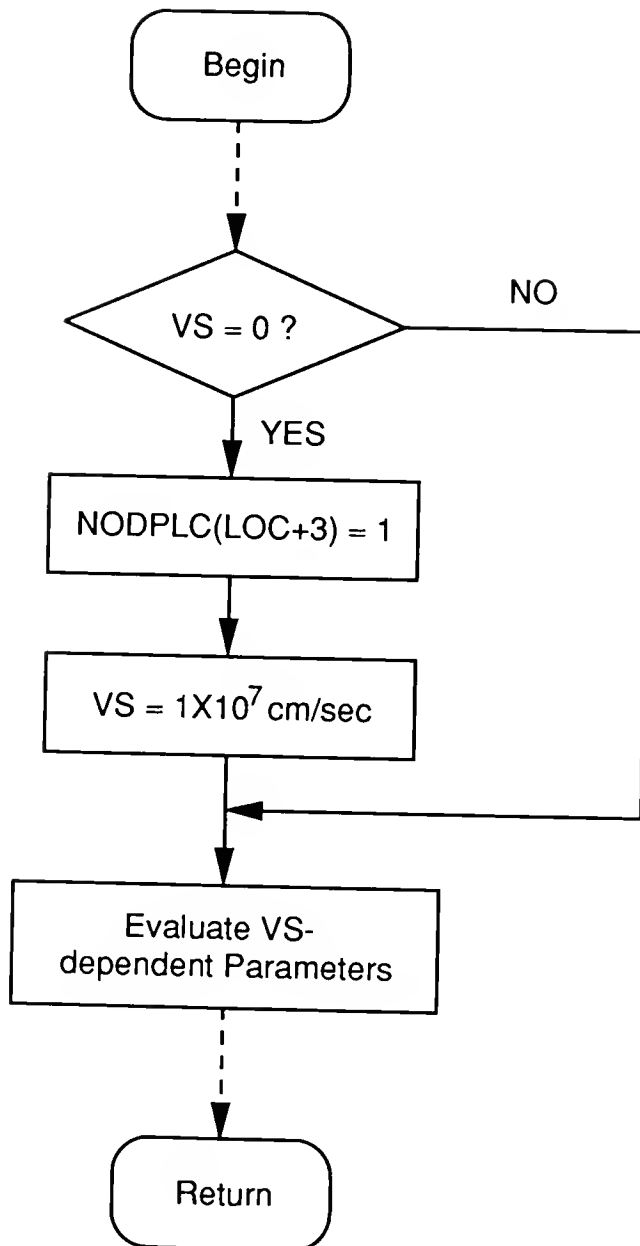 Begin
VS = 0 ?
NO
YES
NODPLC(LOC+3) = 1
VS = 1X10⁷ cm/sec
Evaluate VS-
dependent Parameters
Return